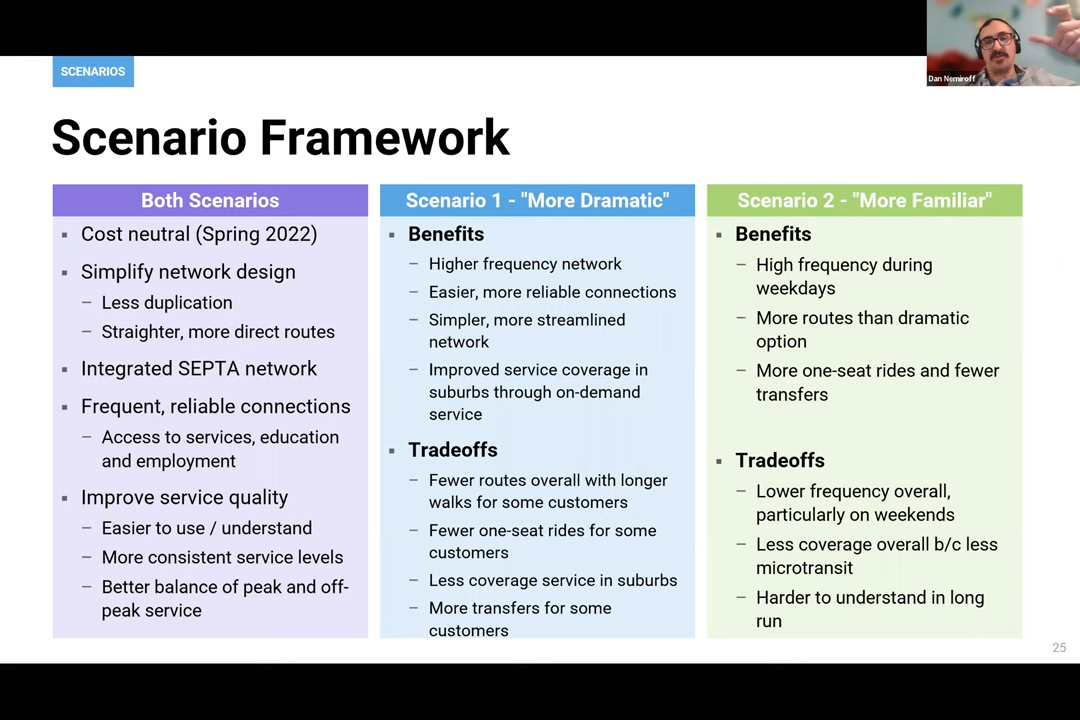 Dan Nemiroff
SCENARIOS
Scenario Framework
Both Scenarios
Cost neutral (Spring 2022)
Simplify network design
– Less duplication
– Straighter, more direct routes
Integrated SEPTA network
Frequent, reliable connections
– Access to services, education
and employment
Improve service quality
– Easier to use / understand
– More consistent service levels
– Better balance of peak and off-
peak service
Scenario 1 - "More Dramatic"
Benefits
– Higher frequency network
– Easier, more reliable connections
– Simpler, more streamlined
network
– Improved service coverage in
suburbs through on-demand
service
Tradeoffs
– Fewer routes overall with longer
walks for some customers
– Fewer one-seat rides for some
customers
– Less coverage service in suburbs
– More transfers for some
customers
Scenario 2 - "More Familiar"
Benefits
– High frequency during
weekdays
– More routes than dramatic
option
– More one-seat rides and fewer
transfers
Tradeoffs
– Lower frequency overall,
particularly on weekends
– Less coverage overall b/c less
microtransit
– Harder to understand in long
run
25